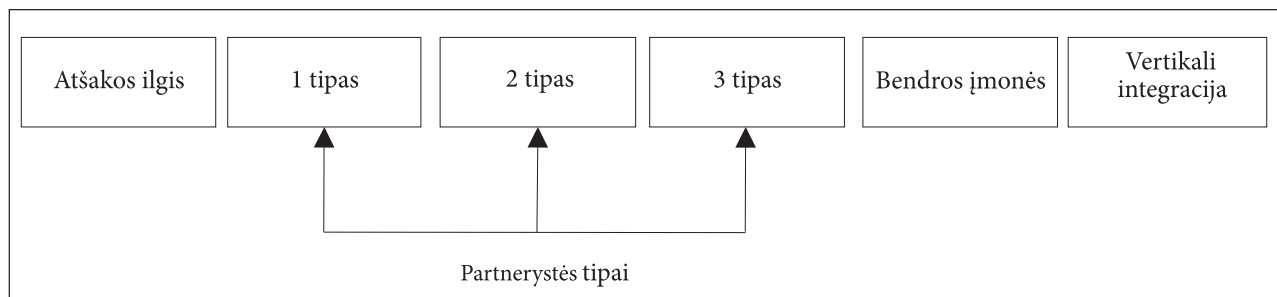 Atšakos ilgis
1 tipas
2 tipas
3 tipas
Bendros įmonės
Vertikali
integracija
Partnerystės tipai